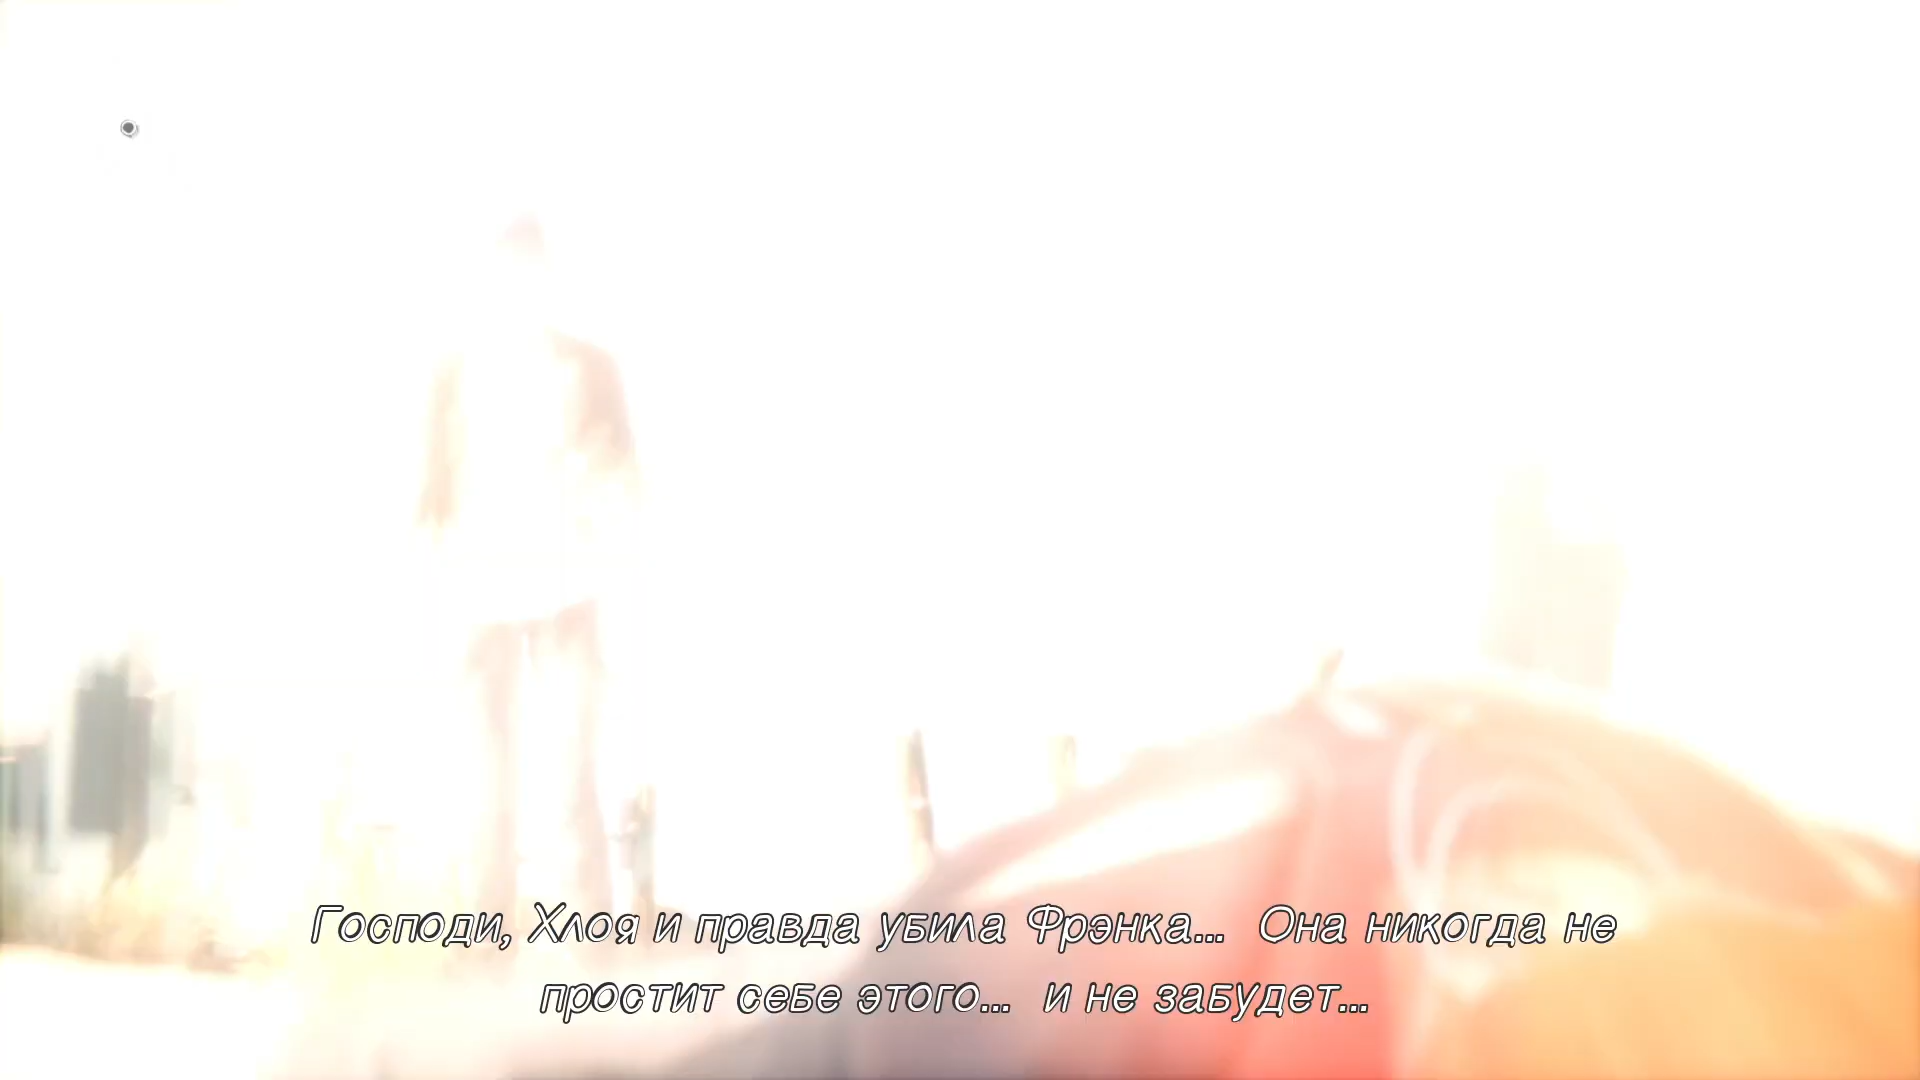 Господи, Хлоя и правда убила Фрэнка... Она никогда не
простит себе этого... и не забудет...